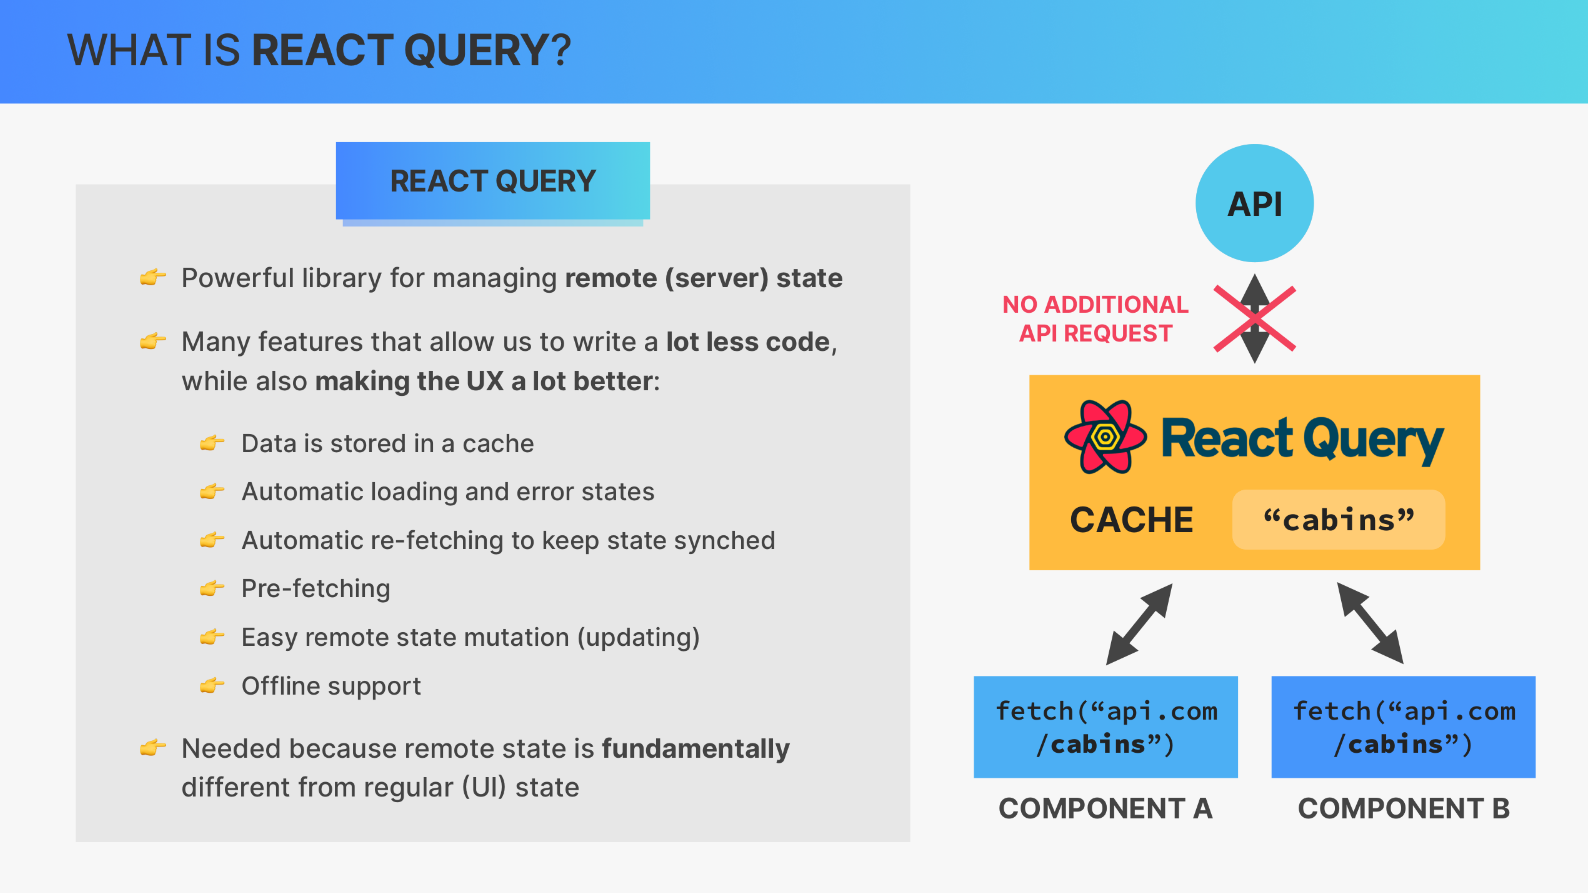 WHAT IS REACT QUERY?
REACT QUERY
👉 Powerful library for managing remote (server) state
👉 Many features that allow us to write a lot less code,
while also making the UX a lot better:
👉 Data is stored in a cache
👉 Automatic loading and error states
👉 Automatic re-fetching to keep state synched
👉 Pre-fetching
👉 Easy remote state mutation (updating)
👉 Offline support
👉 Needed because remote state is fundamentally
different from regular (UI) state
API
NO ADDITIONAL
API REQUEST
React Query
CACHE “cabins”
fetch(“api.com
/cabins”)
COMPONENT A
fetch(“api.com
/cabins”)
COMPONENT B